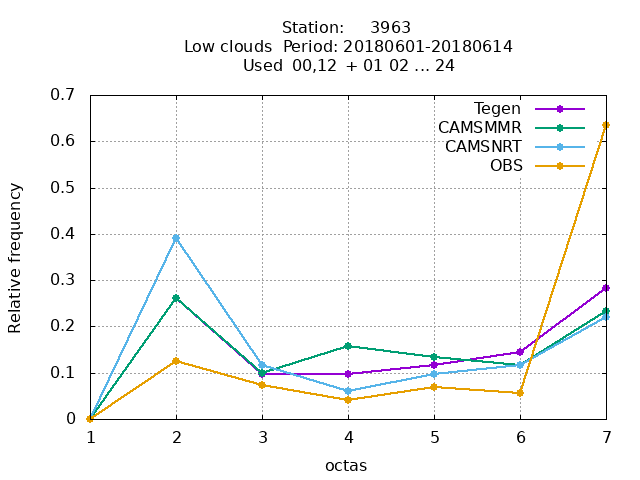 Station: 3963
Low clouds Period: 20180601-20180614
Used 00,12 + 01 02 ... 24
Relative frequency
0.7
0.6
0.5
0.4
0.3
0.2
0.1
0
Tegen
CAMSMMR
CAMSNRT
OBS
1 2 3 4 5 6 7
octas